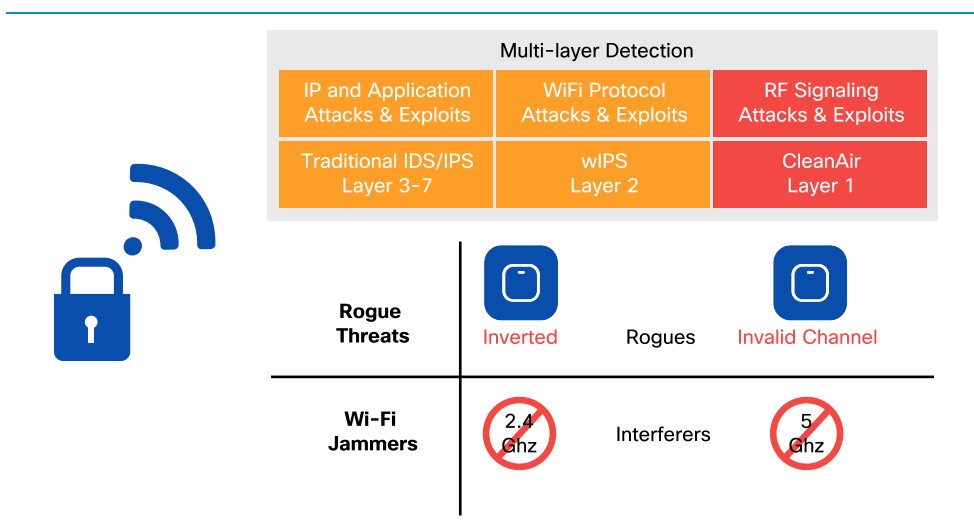 Multi-layer Detection
IP and Application
Attacks & Exploits
WiFi Protocol
Attacks & Exploits
RF Signaling
Attacks & Exploits
Traditional IDS/IPS
Layer 3-7
wIPS
Layer 2
CleanAir
Layer 1
Rogue
Threats
Inverted
Rogues
Invalid Channel
Wi-Fi
Jammers
2.4
Ghz
Interferers
5
Ghz